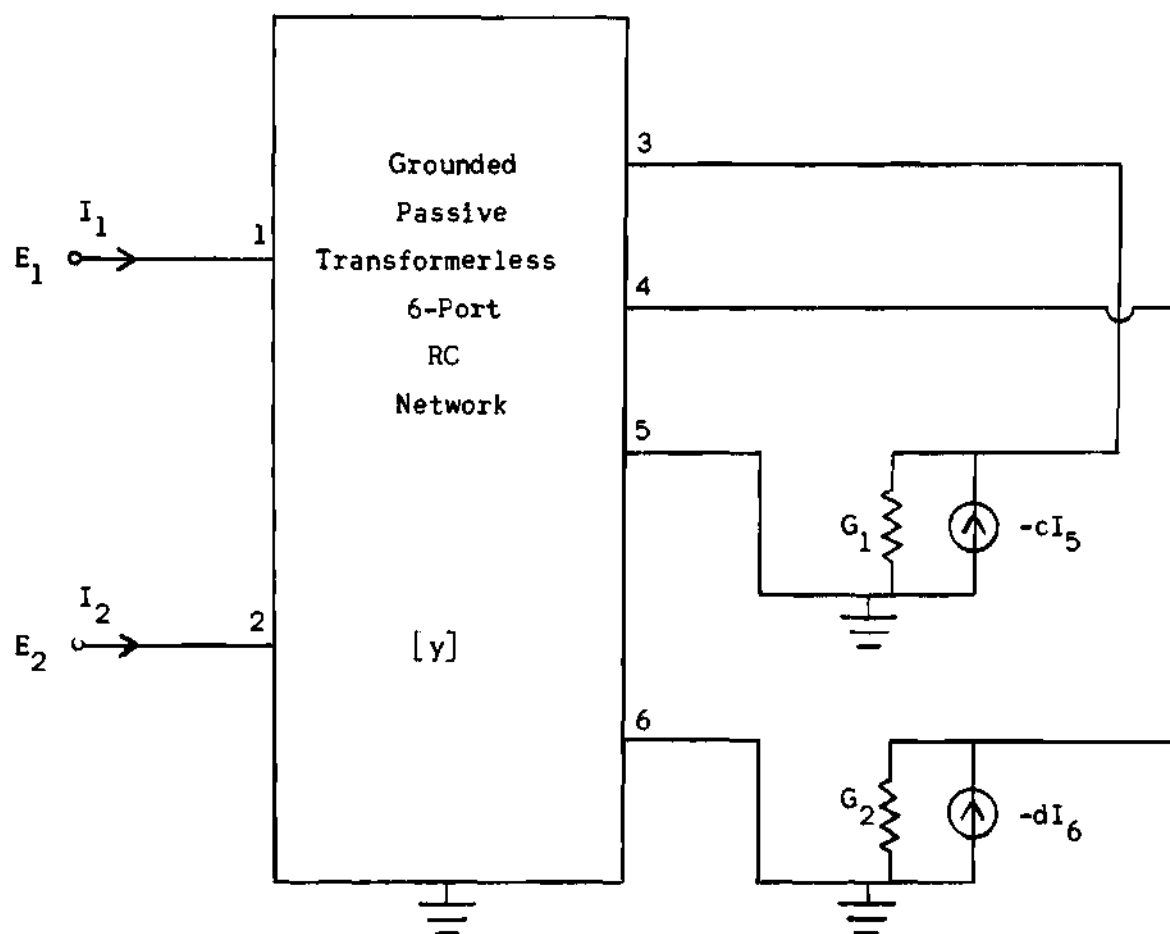 3
Grounded
Passive
Transformerless
6-Port
RC
Network
4
I1
E1
1
5
G1
-cI5
I2
E2
2
[y]
6
G2
-dI6